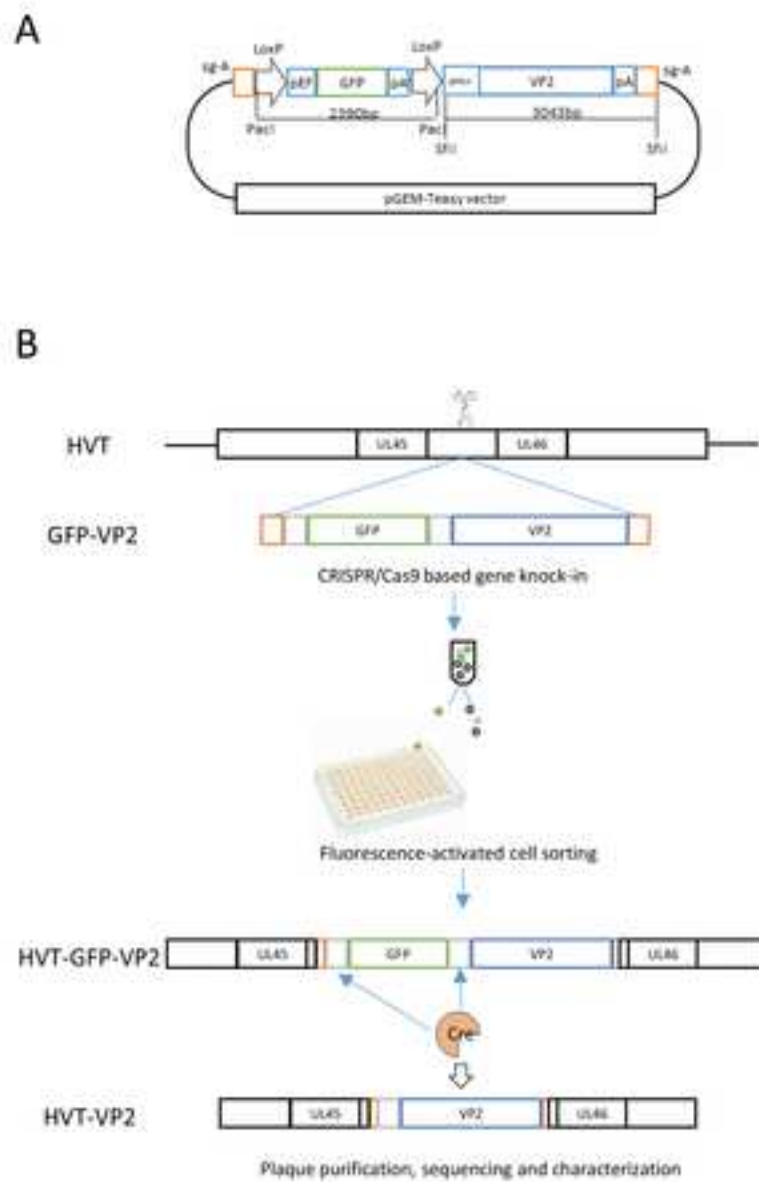 A
LoxP
LoxP
sg-A
pEF
GFP
pA
VP2
pA
sg-A
2390bp
3043bp
PacI
PacI
SfiI
SfiI
pGEM-Teasy vector
B
HVT
UL45
UL46
GFP-VP2
GFP
VP2
CRISPR/Cas9 based gene knock-in
Fluorescence-activated cell sorting
HVT-GFP-VP2
UL45
GFP
VP2
UL46
Cre
HVT-VP2
UL45
VP2
UL46
Plaque purification, sequencing and characterization